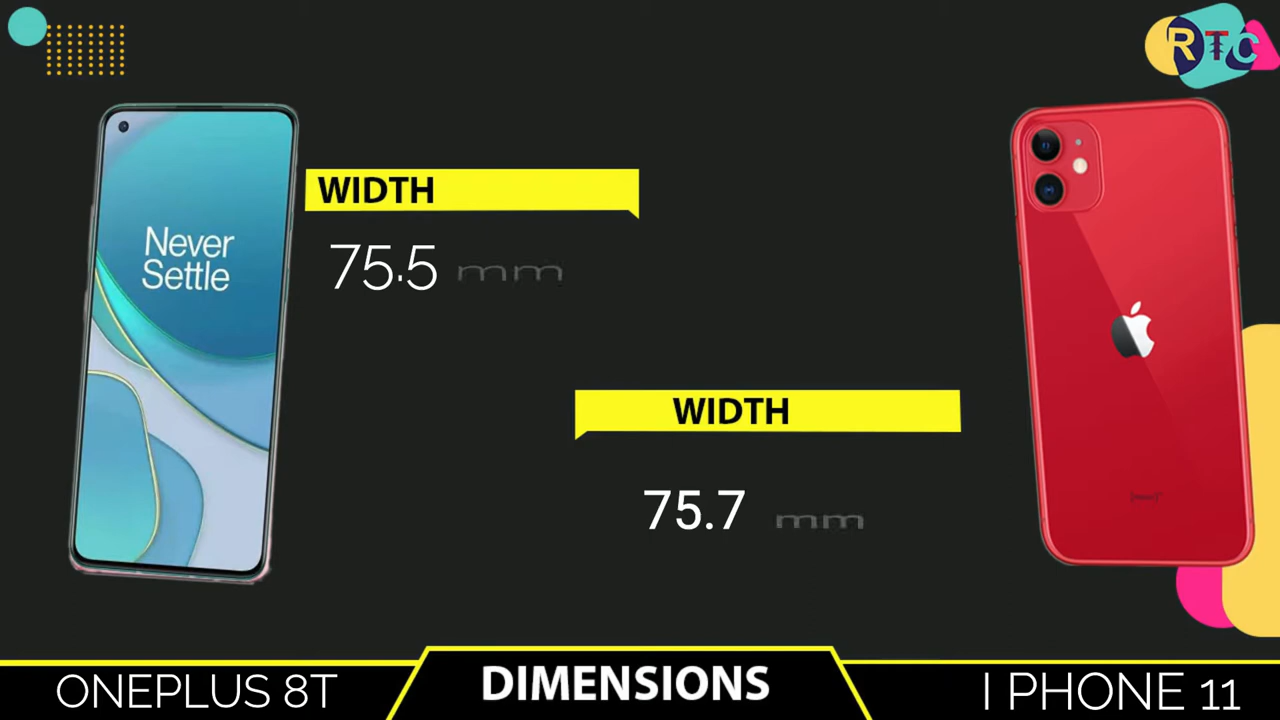 RTC
Never
Settle
WIDTH
75.5 mm
WIDTH
75.7 mm
DIMENSIONS
ONEPLUS 8T
I PHONE 11